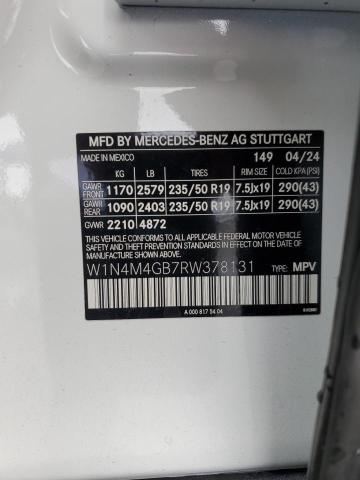 MFD BY MERCEDES-BENZ AG STUTTGART
MADE IN MEXICO 149 04/24
KG LB TIRES RIM SIZE COLD KPA(PSI)
GAWR FRONT 1170 2579 235/50 R19 7.5Jx19 290(43)
GAWR REAR 1090 2403 235/50 R19 7.5Jx19 290(43)
GVWR 2210 4872
THIS VEHICLE CONFORMS TO ALL APPLICABLE
U.S. FEDERAL MOTOR VEHICLE SAFETY AND
THEFT PREVENTION STANDARDS IN EFFECT ON
THE DATE OF MANUFACTURE SHOWN ABOVE.
W1N4M4GB7RW378131
TYPE: MPV
A 000 817 54 04